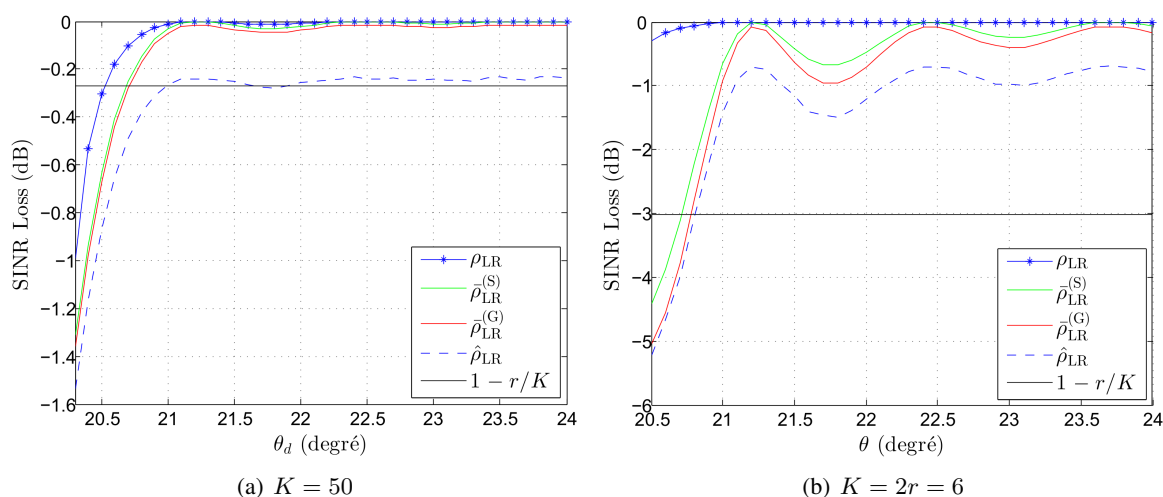 0
−0.2
−0.4
−0.6
−0.8
−1
−1.2
−1.4
−1.6
20.5 21 21.5 22 22.5 23 23.5 24
SINR Loss (dB)
θ_d (degré)
ρ_LR
ρ̄_LR^(S)
ρ̄_LR^(G)
ρ̂_LR
1 − r/K
(a) K = 50
0
−1
−2
−3
−4
−5
−6
20.5 21 21.5 22 22.5 23 23.5 24
SINR Loss (dB)
θ (degré)
ρ_LR
ρ̄_LR^(S)
ρ̄_LR^(G)
ρ̂_LR
1 − r/K
(b) K = 2r = 6